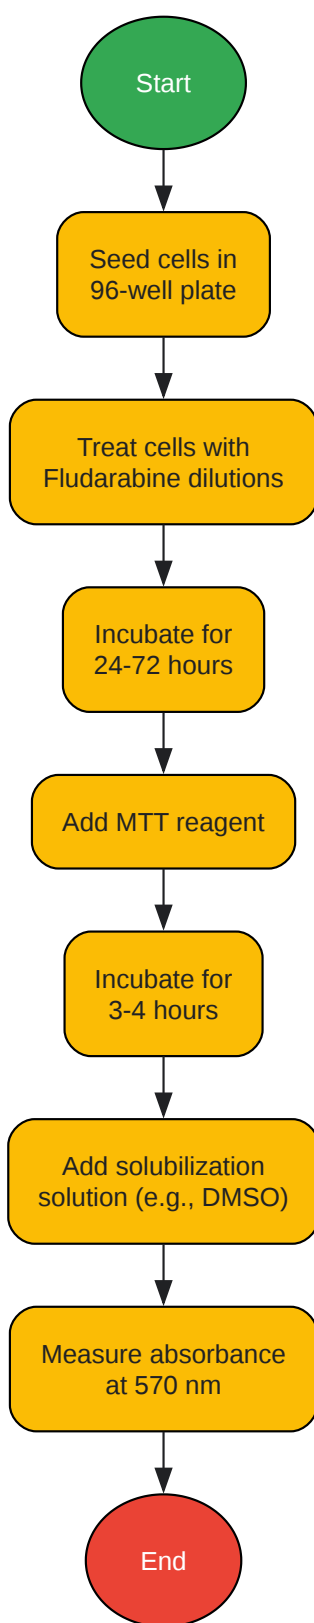 Start
Seed cells in
96-well plate
Treat cells with
Fludarabine dilutions
Incubate for
24-72 hours
Add MTT reagent
Incubate for
3-4 hours
Add solubilization
solution (e.g., DMSO)
Measure absorbance
at 570 nm
End